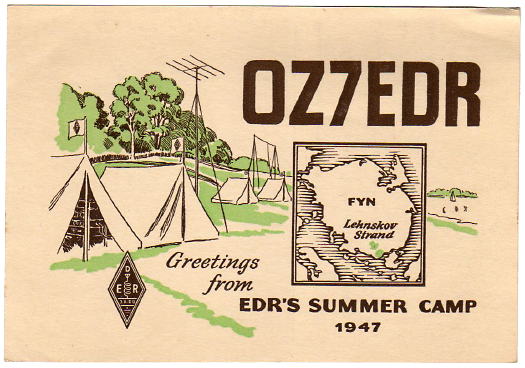 OZ7EDR
FYN
Lehnskov
Strand
Greetings
from
EDR'S SUMMER CAMP
1947
D
E R